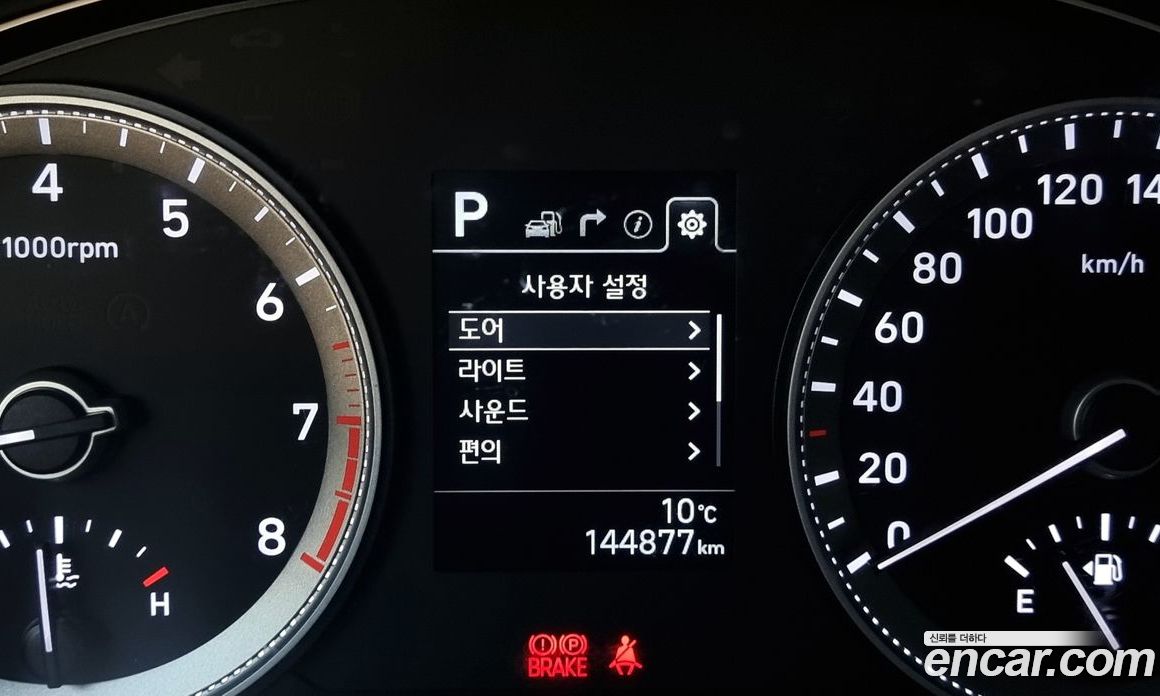 4
5
6
7
8
1000rpm
H
P
사용자 설정
도어
라이트
사운드
편의
10°C
144877km
BRAKE
0
20
40
60
80
100
120
km/h
E
신뢰를 더하다
encar.com